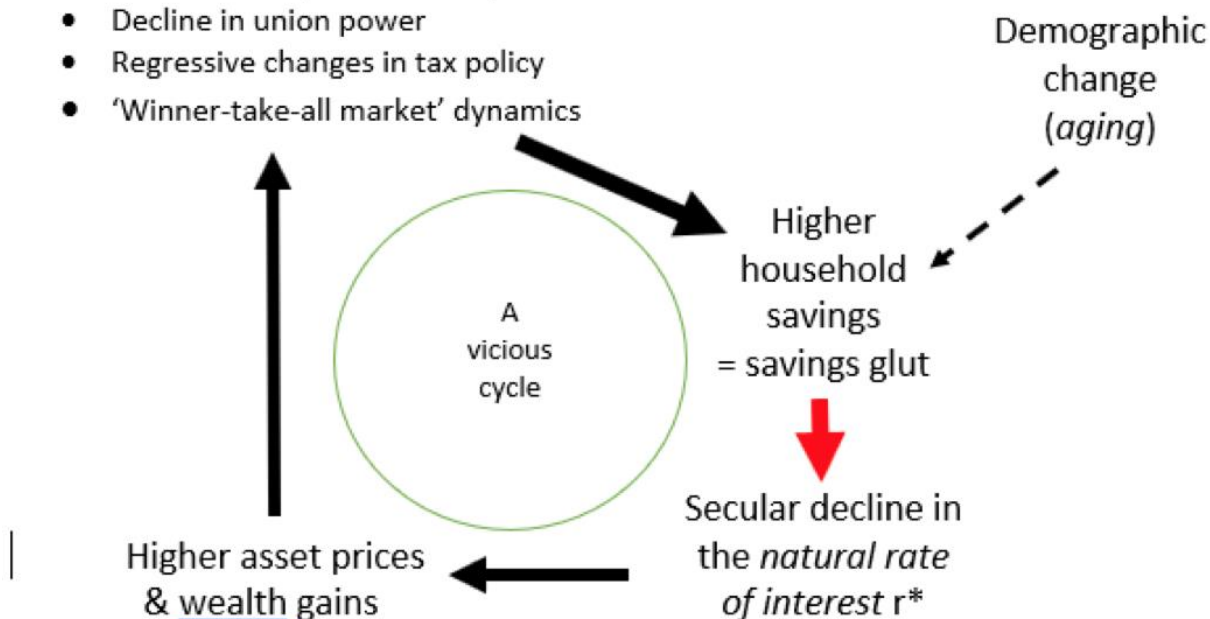 • Decline in union power
• Regressive changes in tax policy
• ‘Winner-take-all market’ dynamics
Demographic
change
(aging)
Higher
household
savings
= savings glut
A
vicious
cycle
Secular decline in
the natural rate
of interest r*
Higher asset prices
& wealth gains